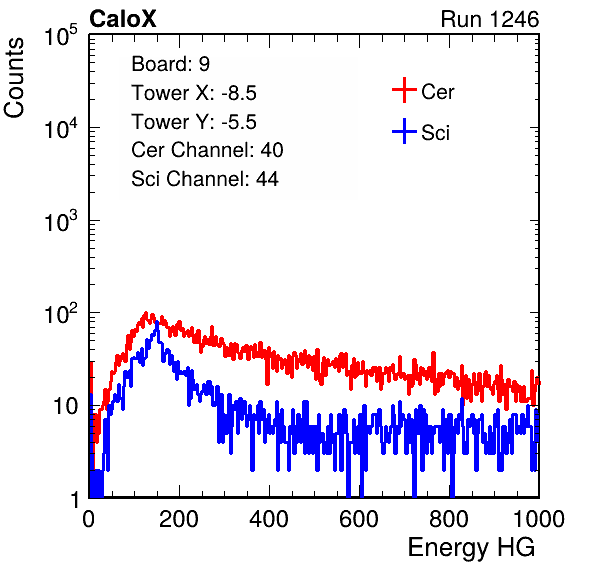 CaloX Run 1246
Counts
10^5
10^4
10^3
10^2
10
1
Board: 9
Tower X: -8.5
Tower Y: -5.5
Cer Channel: 40
Sci Channel: 44
Cer
Sci
0 200 400 600 800 1000
Energy HG